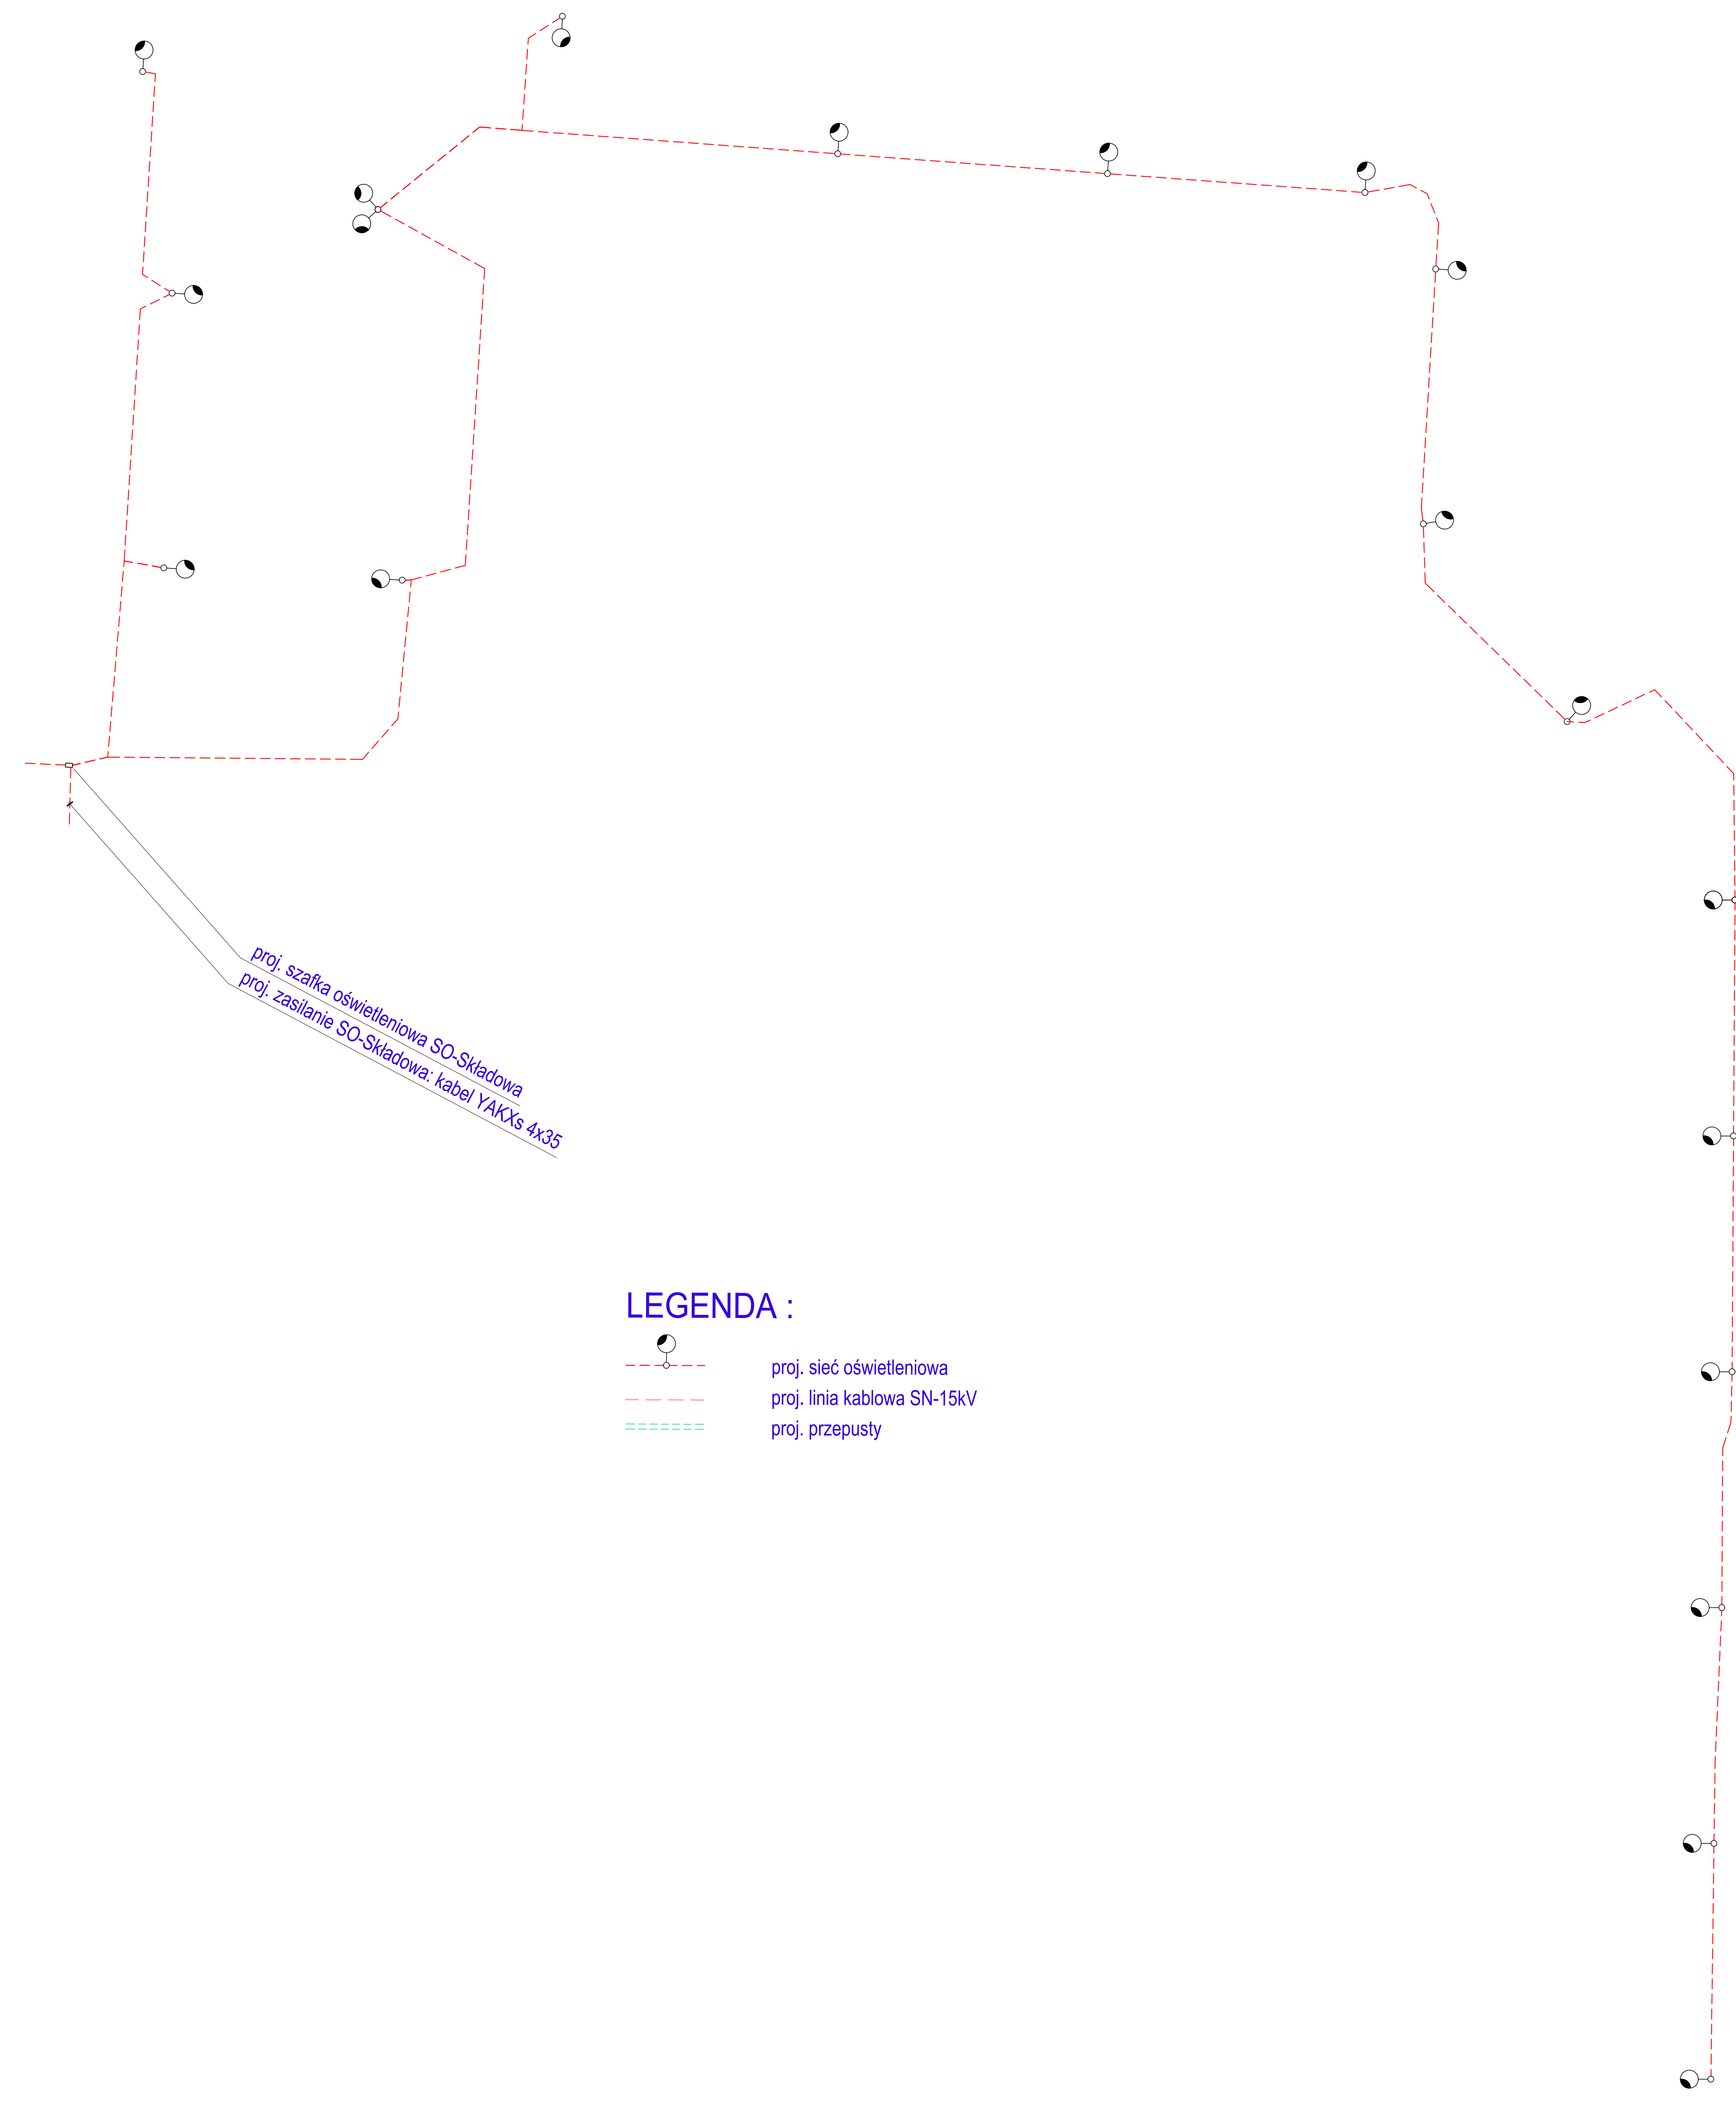 proj. szafka oświetleniowa SO-Składowa
proj. zasilanie SO-Składowa: kabel YAKXs 4x35
LEGENDA :
proj. sieć oświetleniowa
proj. linia kablowa SN-15kV
proj. przepusty